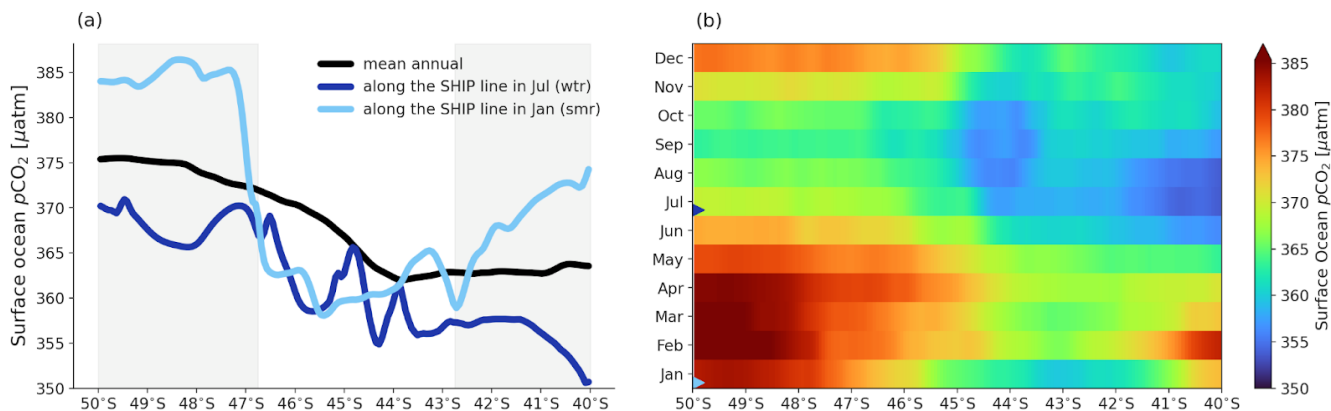 (a)
Surface ocean pCO₂ [μatm]
385
380
375
370
365
360
355
350
mean annual
along the SHIP line in Jul (wtr)
along the SHIP line in Jan (smr)
50°S 49°S 48°S 47°S 46°S 45°S 44°S 43°S 42°S 41°S 40°S
(b)
Dec
Nov
Oct
Sep
Aug
Jul
Jun
May
Apr
Mar
Feb
Jan
50°S 49°S 48°S 47°S 46°S 45°S 44°S 43°S 42°S 41°S 40°S
385
380
375
370
365
360
355
350
Surface Ocean pCO₂ [μatm]